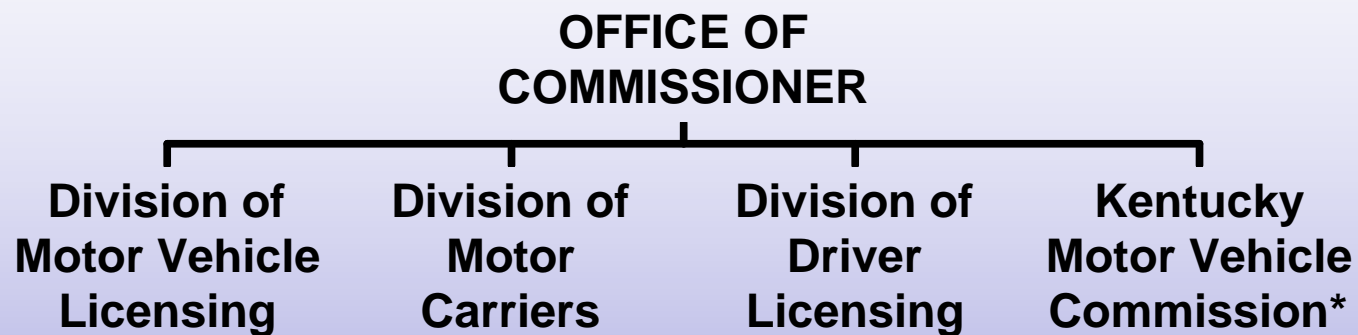 OFFICE OF
COMMISSIONER
Division of
Motor Vehicle
Licensing
Division of
Motor
Carriers
Division of
Driver
Licensing
Kentucky
Motor Vehicle
Commission*